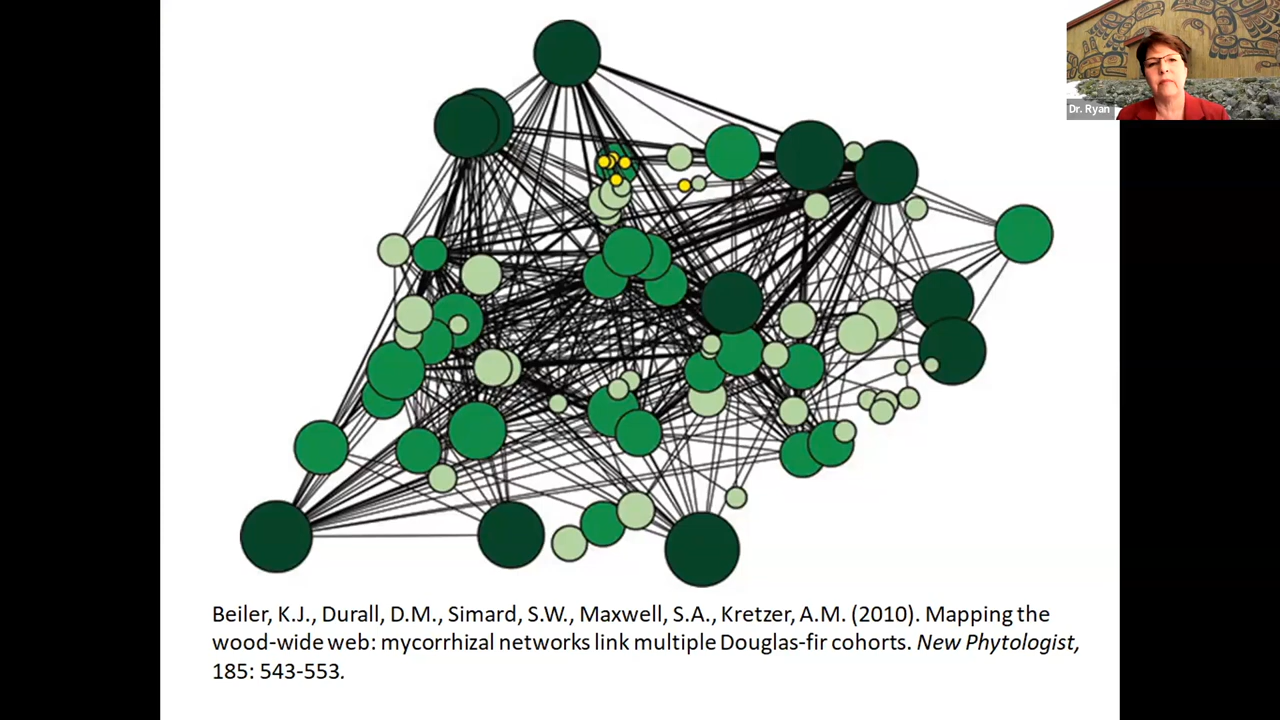 Dr. Ryan
Beiler, K.J., Durall, D.M., Simard, S.W., Maxwell, S.A., Kretzer, A.M. (2010). Mapping the
wood-wide web: mycorrhizal networks link multiple Douglas-fir cohorts. New Phytologist,
185: 543-553.